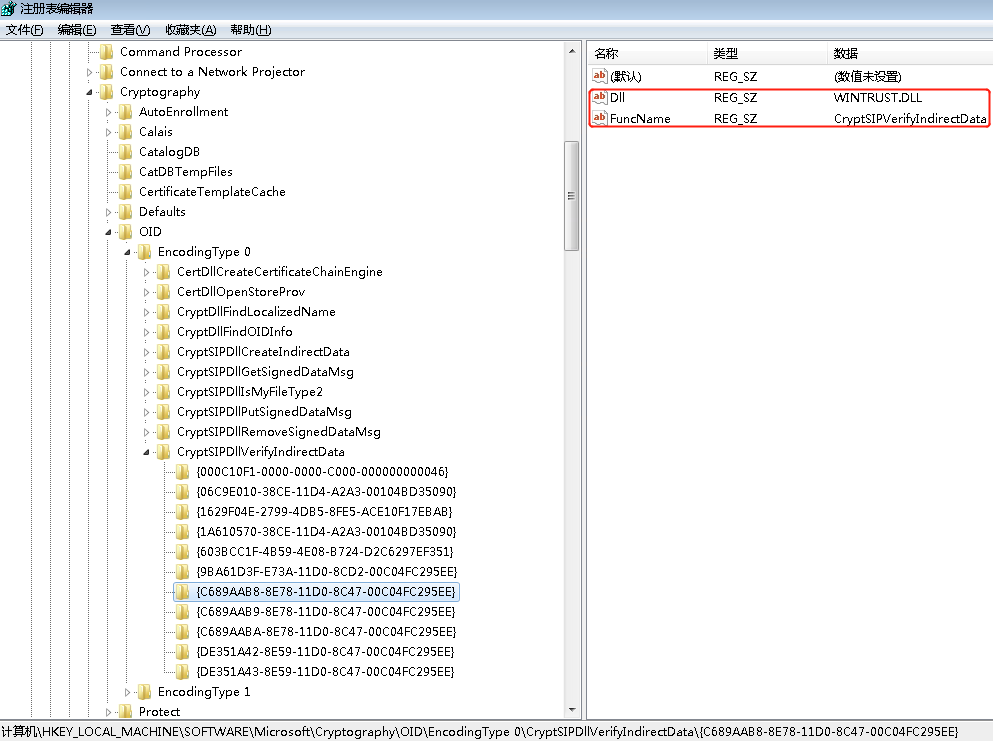 注册表编辑器
文件(F) 编辑(E) 查看(V) 收藏夹(A) 帮助(H)
Command Processor
Connect to a Network Projector
Cryptography
AutoEnrollment
Calais
CatalogDB
CatDBTempFiles
CertificateTemplateCache
Defaults
OID
EncodingType 0
CertDllCreateCertificateChainEngine
CertDllOpenStoreProv
CryptDllFindLocalizedName
CryptDllFindOIDInfo
CryptSIPDllCreateIndirectData
CryptSIPDllGetSignedDataMsg
CryptSIPDllIsMyFileType2
CryptSIPDllPutSignedDataMsg
CryptSIPDllRemoveSignedDataMsg
CryptSIPDllVerifyIndirectData
{000C10F1-0000-0000-C000-000000000046}
{06C9E010-38CE-11D4-A2A3-00104BD35090}
{1629F04E-2799-4DB5-8FE5-ACE10F17EBAB}
{1A610570-38CE-11D4-A2A3-00104BD35090}
{603BCC1F-4B59-4E08-B724-D2C6297EF351}
{9BA61D3F-E73A-11D0-8CD2-00C04FC295EE}
{C689AAB8-8E78-11D0-8C47-00C04FC295EE}
{C689AAB9-8E78-11D0-8C47-00C04FC295EE}
{C689AABA-8E78-11D0-8C47-00C04FC295EE}
{DE351A42-8E59-11D0-8C47-00C04FC295EE}
{DE351A43-8E59-11D0-8C47-00C04FC295EE}
EncodingType 1
Protect
名称 类型 数据
(默认) REG_SZ (数值未设置)
Dll REG_SZ WINTRUST.DLL
FuncName REG_SZ CryptSIPVerifyIndirectData
计算机\HKEY_LOCAL_MACHINE\SOFTWARE\Microsoft\Cryptography\OID\EncodingType 0\CryptSIPDllVerifyIndirectData\{C689AAB8-8E78-11D0-8C47-00C04FC295EE}